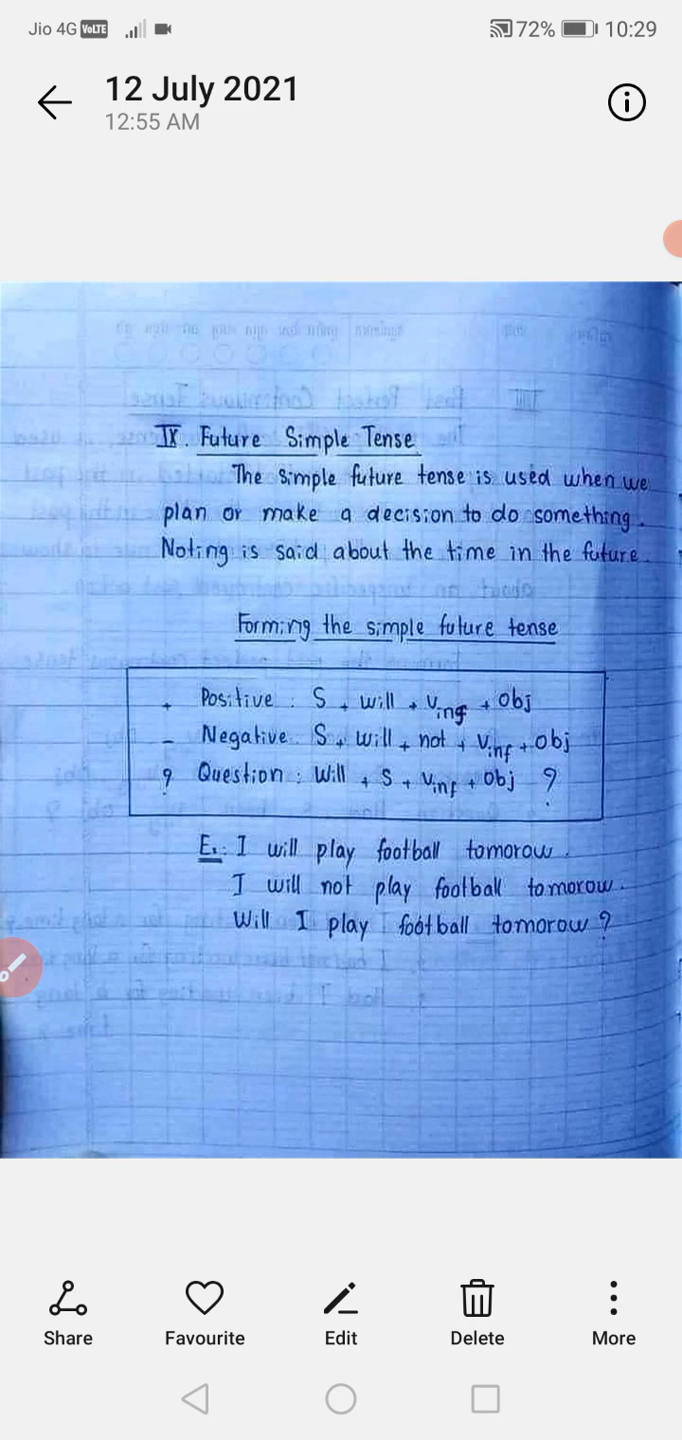 Jio 4G VoLTE 72% 10:29
12 July 2021
12:55 AM
IX. Future Simple Tense
The simple future tense is used when we
plan or make a decision to do something.
Noting is said about the time in the future.
Forming the simple future tense
+ Positive : S + will + Ving + obj
- Negative : S + will + not + Vinf + obj
? Question : Will + S + Vinf + obj ?
Ex: I will play football tomorow.
I will not play football tomorow.
Will I play football tomorow ?
Share Favourite Edit Delete More